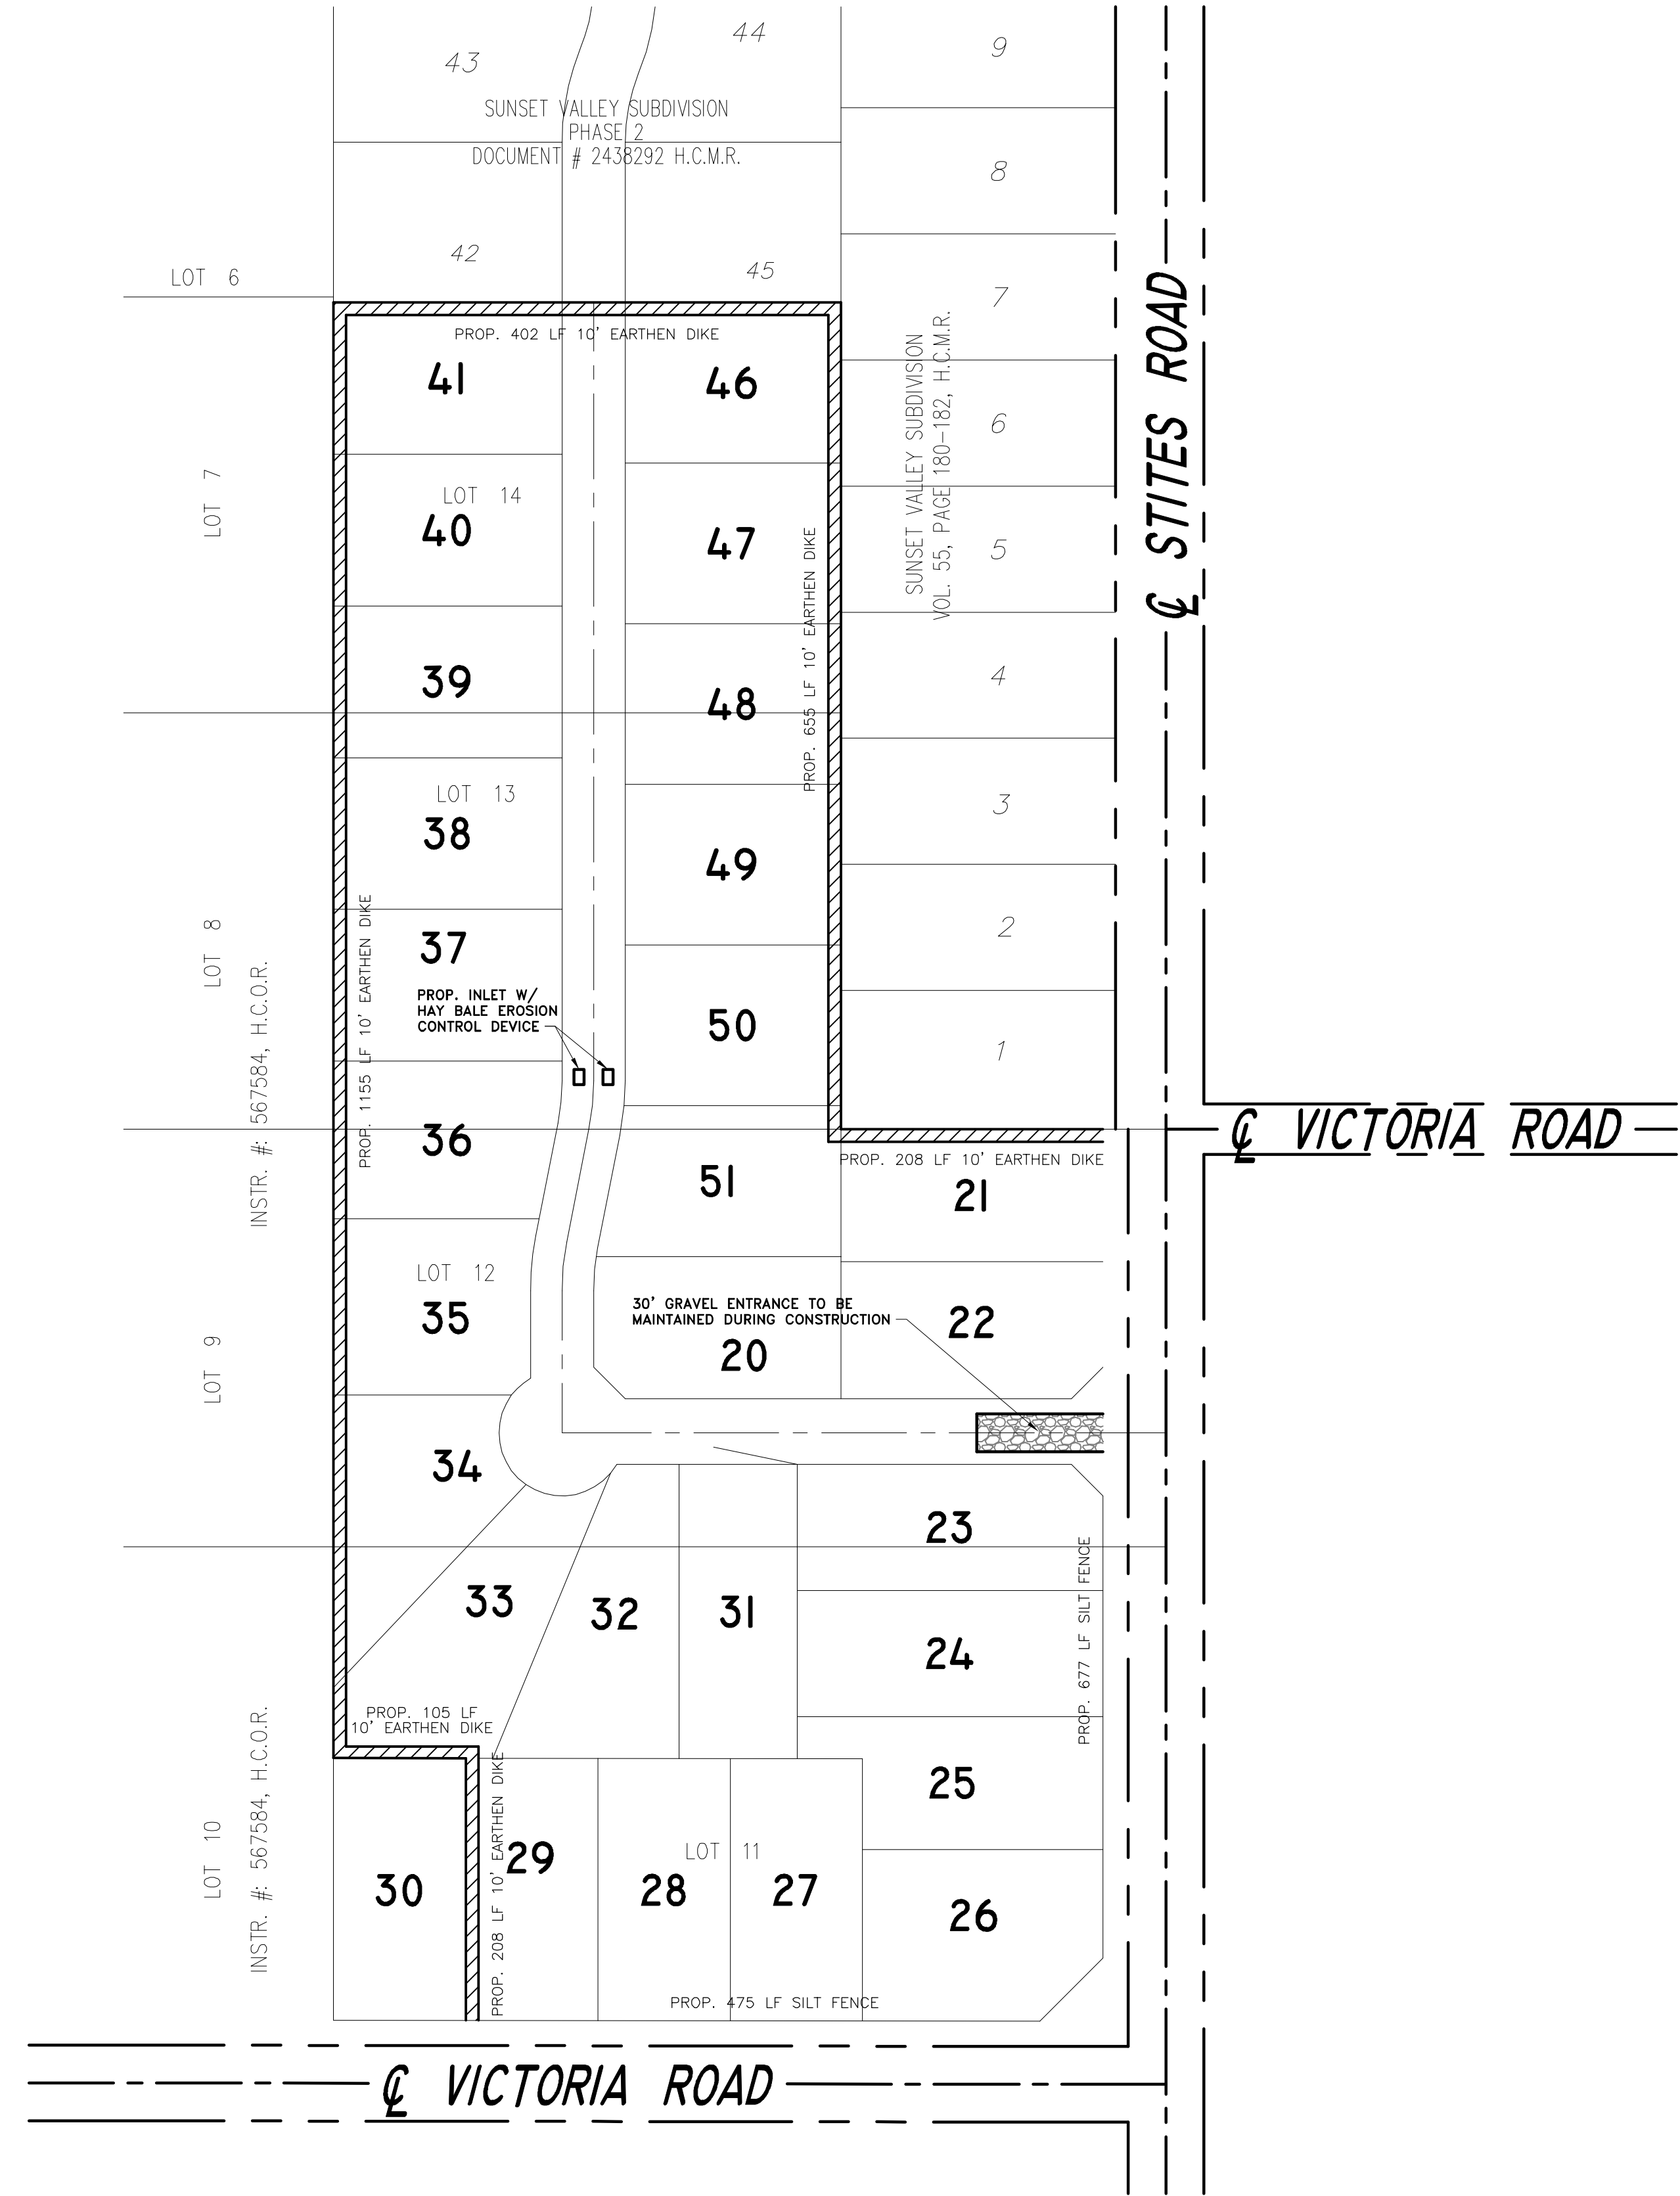 44
43
9
SUNSET VALLEY SUBDIVISION
PHASE 2
DOCUMENT # 2438292 H.C.M.R.
8
42
45
LOT 6
7
PROP. 402 LF 10' EARTHEN DIKE
41
46
SUNSET VALLEY SUBDIVISION
VOL. 55, PAGE 180-182, H.C.M.R.
6
℄ STITES ROAD
LOT 7
LOT 14
40
47
5
PROP. 655 LF 10' EARTHEN DIKE
39
48
4
LOT 13
38
3
49
37
2
LOT 8
INSTR. #: 567584, H.C.O.R.
PROP. 1155 LF 10' EARTHEN DIKE
PROP. INLET W/
HAY BALE EROSION
CONTROL DEVICE
50
1
36
℄ VICTORIA ROAD
PROP. 208 LF 10' EARTHEN DIKE
51
21
LOT 12
35
30' GRAVEL ENTRANCE TO BE
MAINTAINED DURING CONSTRUCTION
22
20
LOT 9
34
23
33
32
31
24
PROP. 677 LF SILT FENCE
PROP. 105 LF
10' EARTHEN DIKE
25
LOT 10
INSTR. #: 567584, H.C.O.R.
PROP. 208 LF 10' EARTHEN DIKE
29
LOT 11
30
28
27
26
PROP. 475 LF SILT FENCE
℄ VICTORIA ROAD